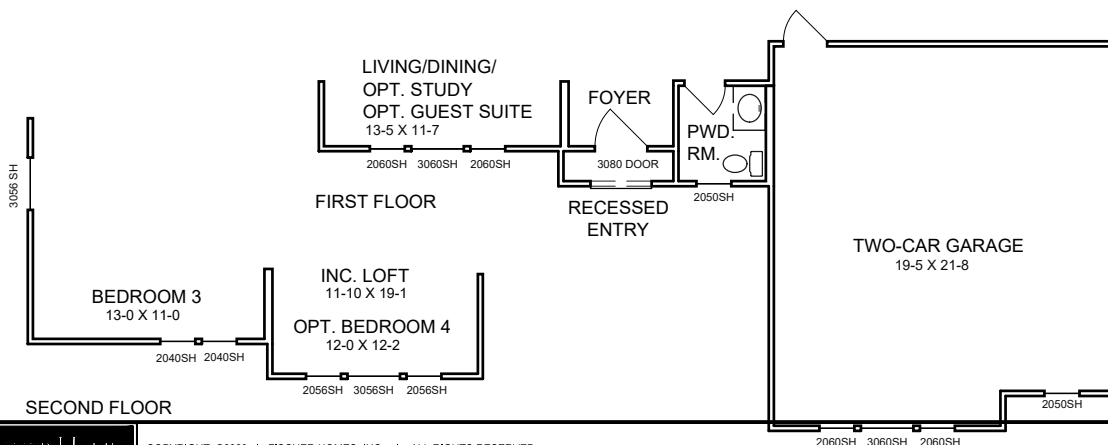 LIVING/DINING/
OPT. STUDY
OPT. GUEST SUITE
13-5 X 11-7
FOYER
PWD.
RM.
2060SH 3060SH 2060SH
3080 DOOR
3056 SH
2050SH
FIRST FLOOR
RECESSED
ENTRY
TWO-CAR GARAGE
19-5 X 21-8
INC. LOFT
11-10 X 19-1
BEDROOM 3
13-0 X 11-0
OPT. BEDROOM 4
12-0 X 12-2
2040SH 2040SH
2056SH 3056SH 2056SH
2050SH
SECOND FLOOR
2060SH 3060SH 2060SH